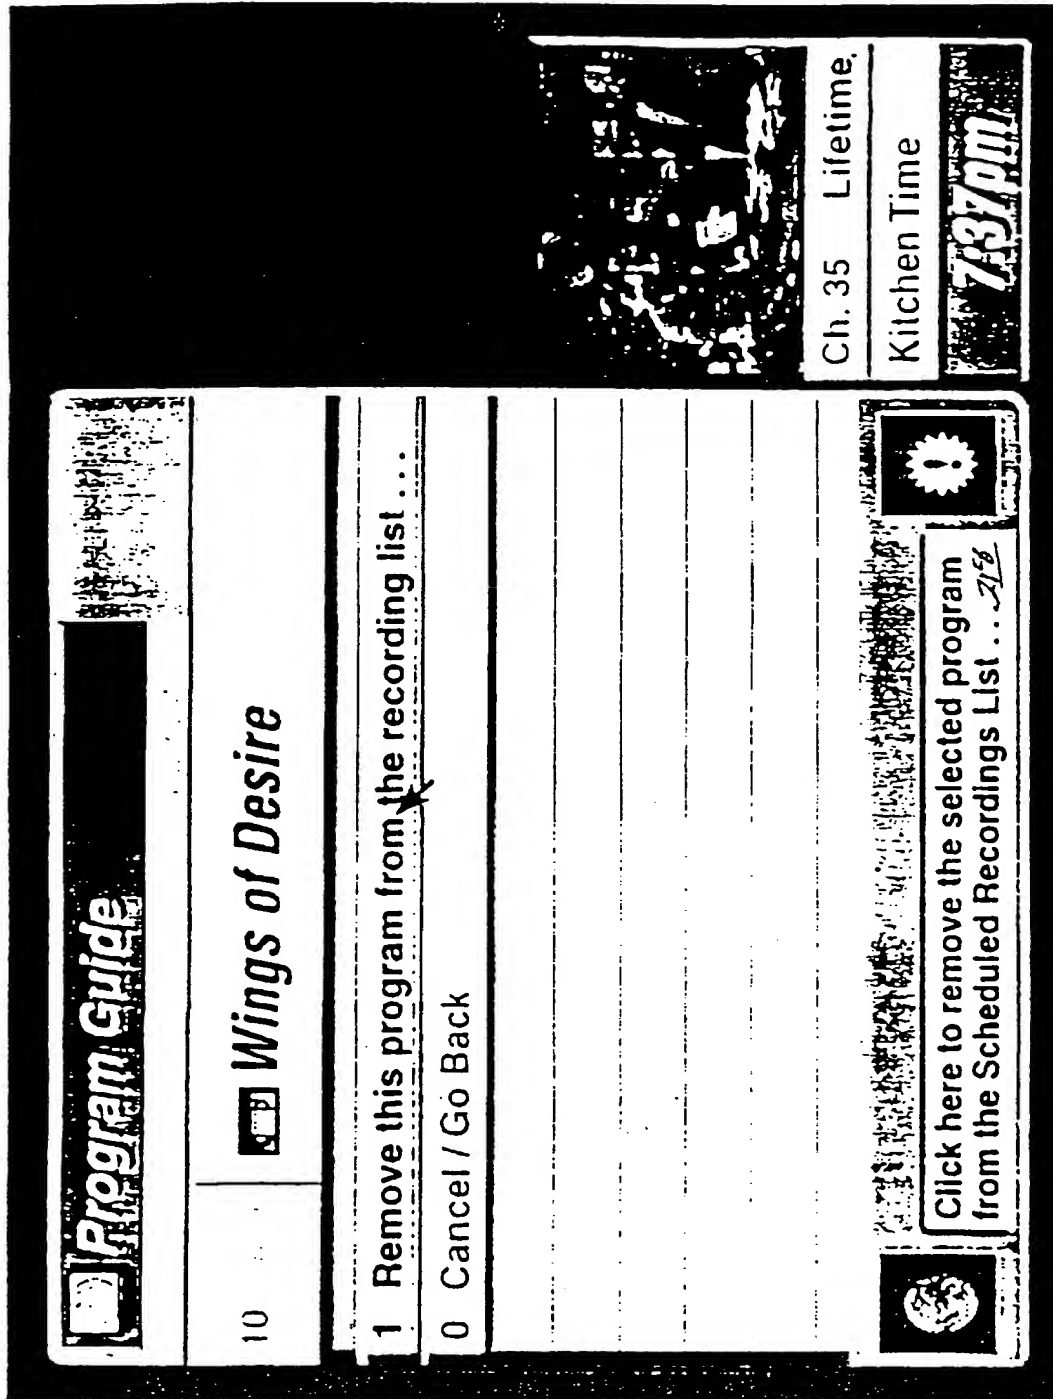 Program Guide
10
Wings of Desire
1 Remove this program from the recording list...
0 Cancel / Go Back
Click here to remove the selected program
from the Scheduled Recordings List...
Ch. 35 Lifetime
Kitchen Time
7:37pm